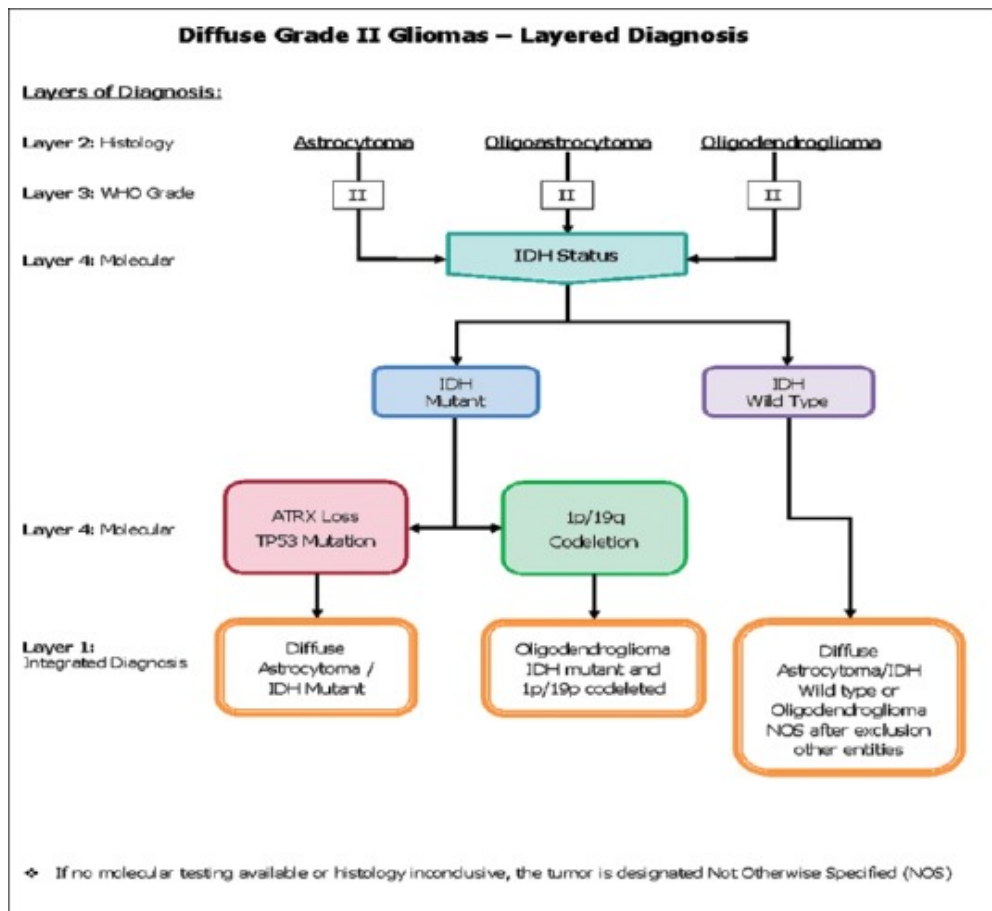 Diffuse Grade II Gliomas – Layered Diagnosis
Layers of Diagnosis:
Layer 2: Histology
Astrocytoma
Oligoastrocytoma
Oligodendroglioma
Layer 3: WHO Grade
II
II
II
Layer 4: Molecular
IDH Status
IDH
Mutant
IDH
Wild Type
Layer 4: Molecular
ATRX Loss
TP53 Mutation
1p/19q
Codeletion
Layer 1:
Integrated Diagnosis
Diffuse
Astrocytoma /
IDH Mutant
Oligodendroglioma
IDH mutant and
1p/19p codeleted
Diffuse
Astrocytoma/IDH
Wild type or
Oligodendroglioma
NOS after exclusion
other entities
❖ If no molecular testing available or histology inconclusive, the tumor is designated Not Otherwise Specified (NOS)